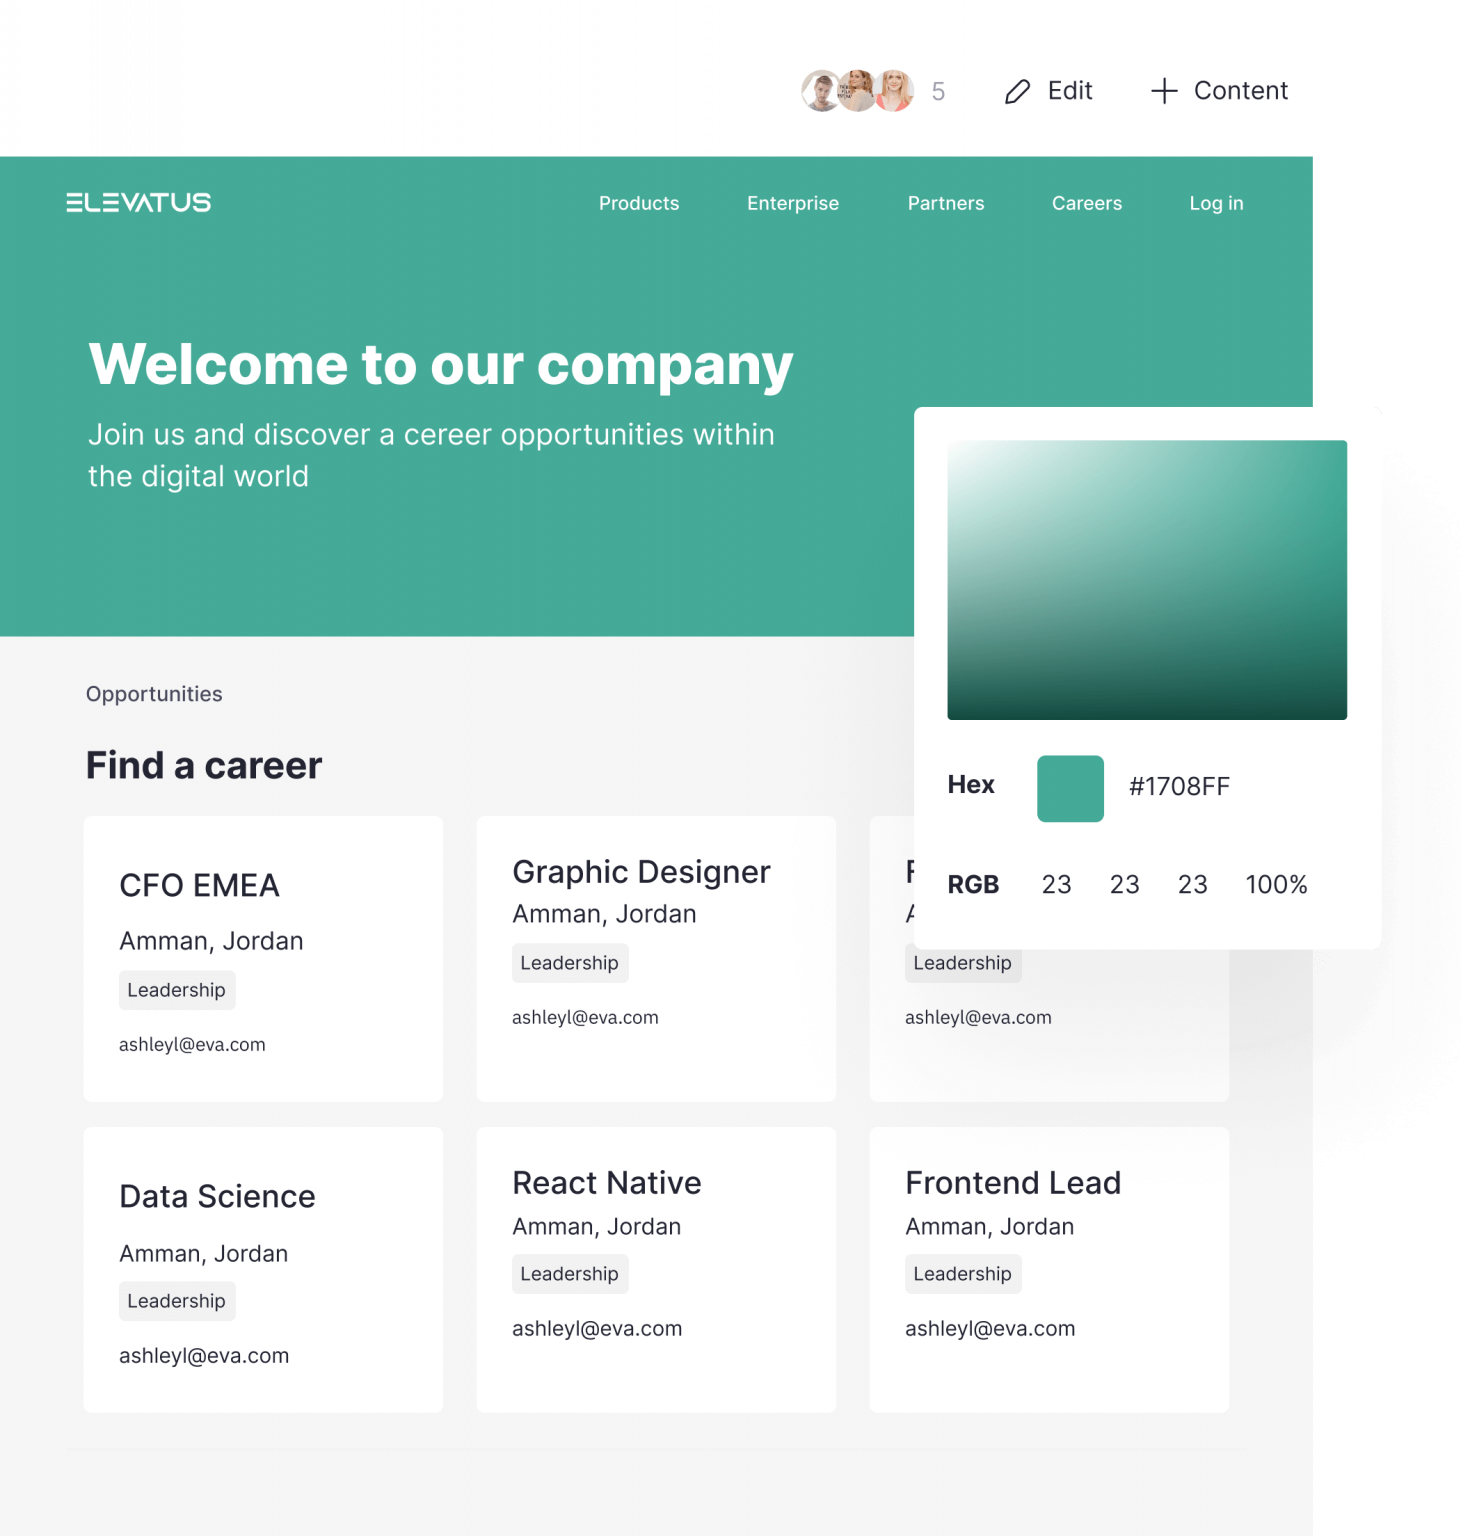 5 Edit Content
ELEVATUS Products Enterprise Partners Careers Log in
Welcome to our company
Join us and discover a cereer opportunities within
the digital world
Opportunities
Find a career
CFO EMEA
Amman, Jordan
Leadership
ashleyl@eva.com
Graphic Designer
Amman, Jordan
Leadership
ashleyl@eva.com
Leadership
ashleyl@eva.com
Data Science
Amman, Jordan
Leadership
ashleyl@eva.com
React Native
Amman, Jordan
Leadership
ashleyl@eva.com
Frontend Lead
Amman, Jordan
Leadership
ashleyl@eva.com
Hex #1708FF
RGB 23 23 23 100%